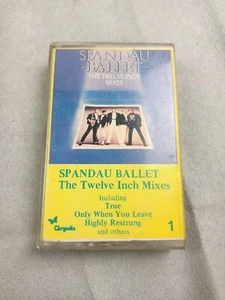 SPANDAU
BALLET
THE TWELVE INCH
MIXES
SPANDAU BALLET
The Twelve Inch Mixes
Including
True
Only When You Leave
Highly Restrung
and others
Chrysalis
1